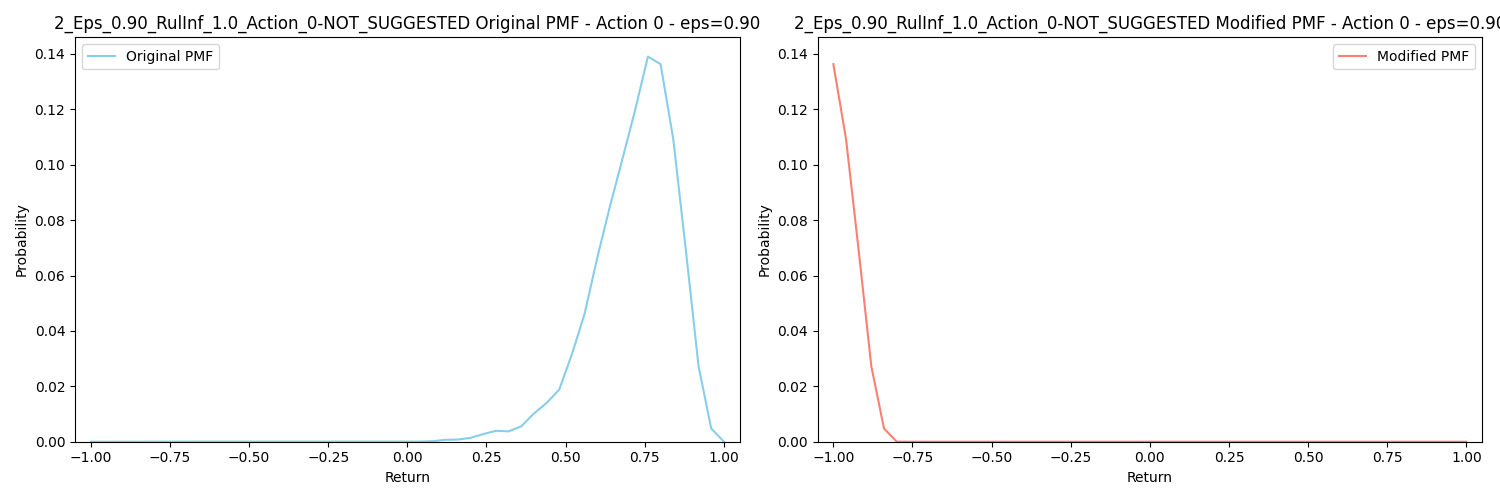 2_Eps_0.90_RulInf_1.0_Action_0-NOT_SUGGESTED Original PMF - Action 0 - eps=0.90
Original PMF
0.14
0.12
0.10
0.08
0.06
0.04
0.02
0.00
Probability
−1.00 −0.75 −0.50 −0.25 0.00 0.25 0.50 0.75 1.00
Return
2_Eps_0.90_RulInf_1.0_Action_0-NOT_SUGGESTED Modified PMF - Action 0 - eps=0.90
Modified PMF
0.14
0.12
0.10
0.08
0.06
0.04
0.02
0.00
Probability
−1.00 −0.75 −0.50 −0.25 0.00 0.25 0.50 0.75 1.00
Return